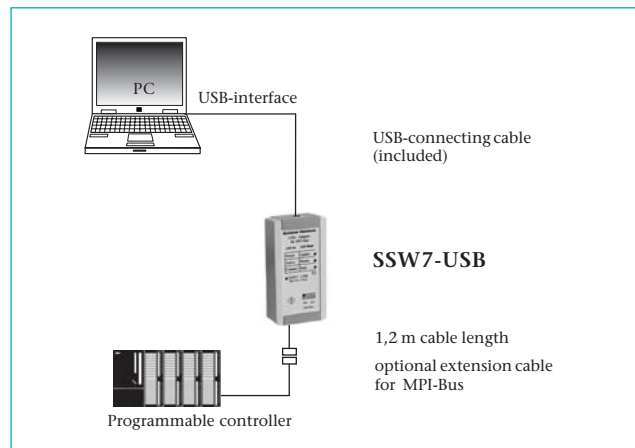 PC
USB-interface
USB-connecting cable
(included)
SSW7-USB
1,2 m cable length
optional extension cable
for MPI-Bus
Programmable controller